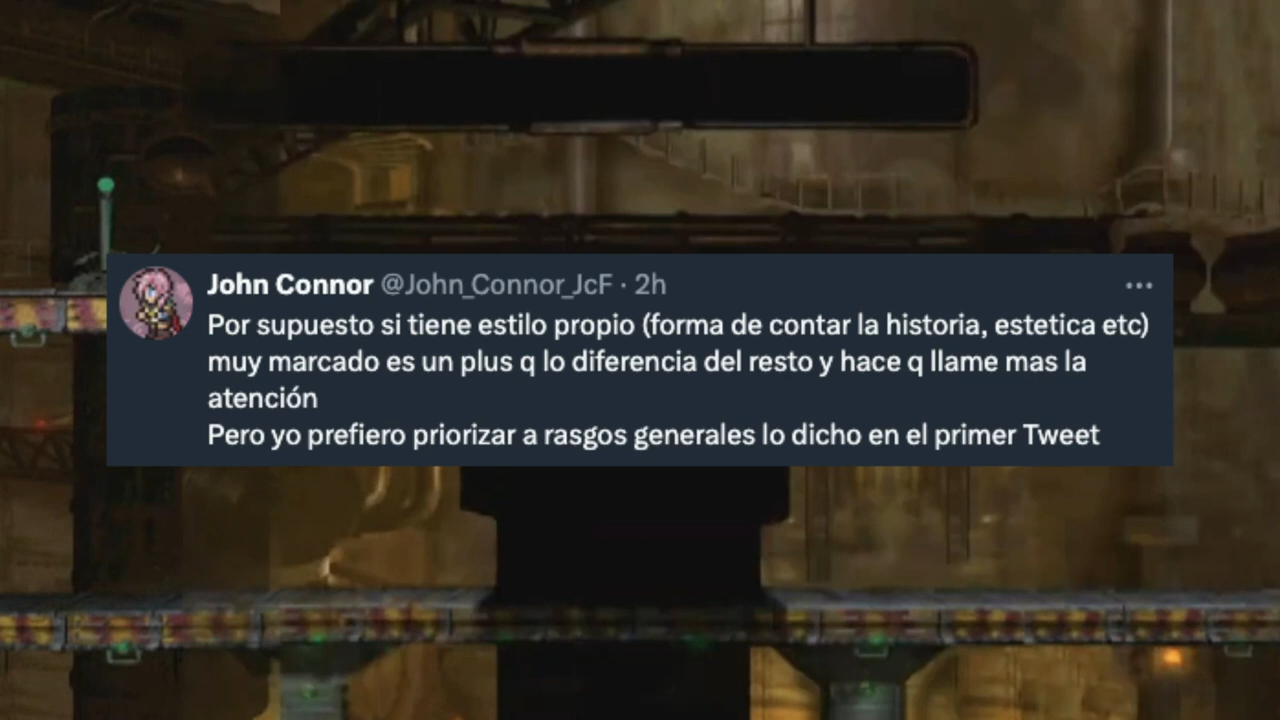 John Connor @John_Connor_JcF · 2h
Por supuesto si tiene estilo propio (forma de contar la historia, estetica etc)
muy marcado es un plus q lo diferencia del resto y hace q llame mas la
atención
Pero yo prefiero priorizar a rasgos generales lo dicho en el primer Tweet